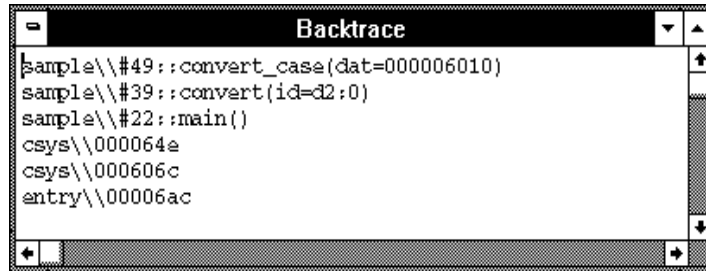 Backtrace
sample\\#49::convert_case(dat=000006010)
sample\\#39::convert(id=d2:0)
sample\\#22::main()
csys\\000064e
csys\\000606c
entry\\00006ac